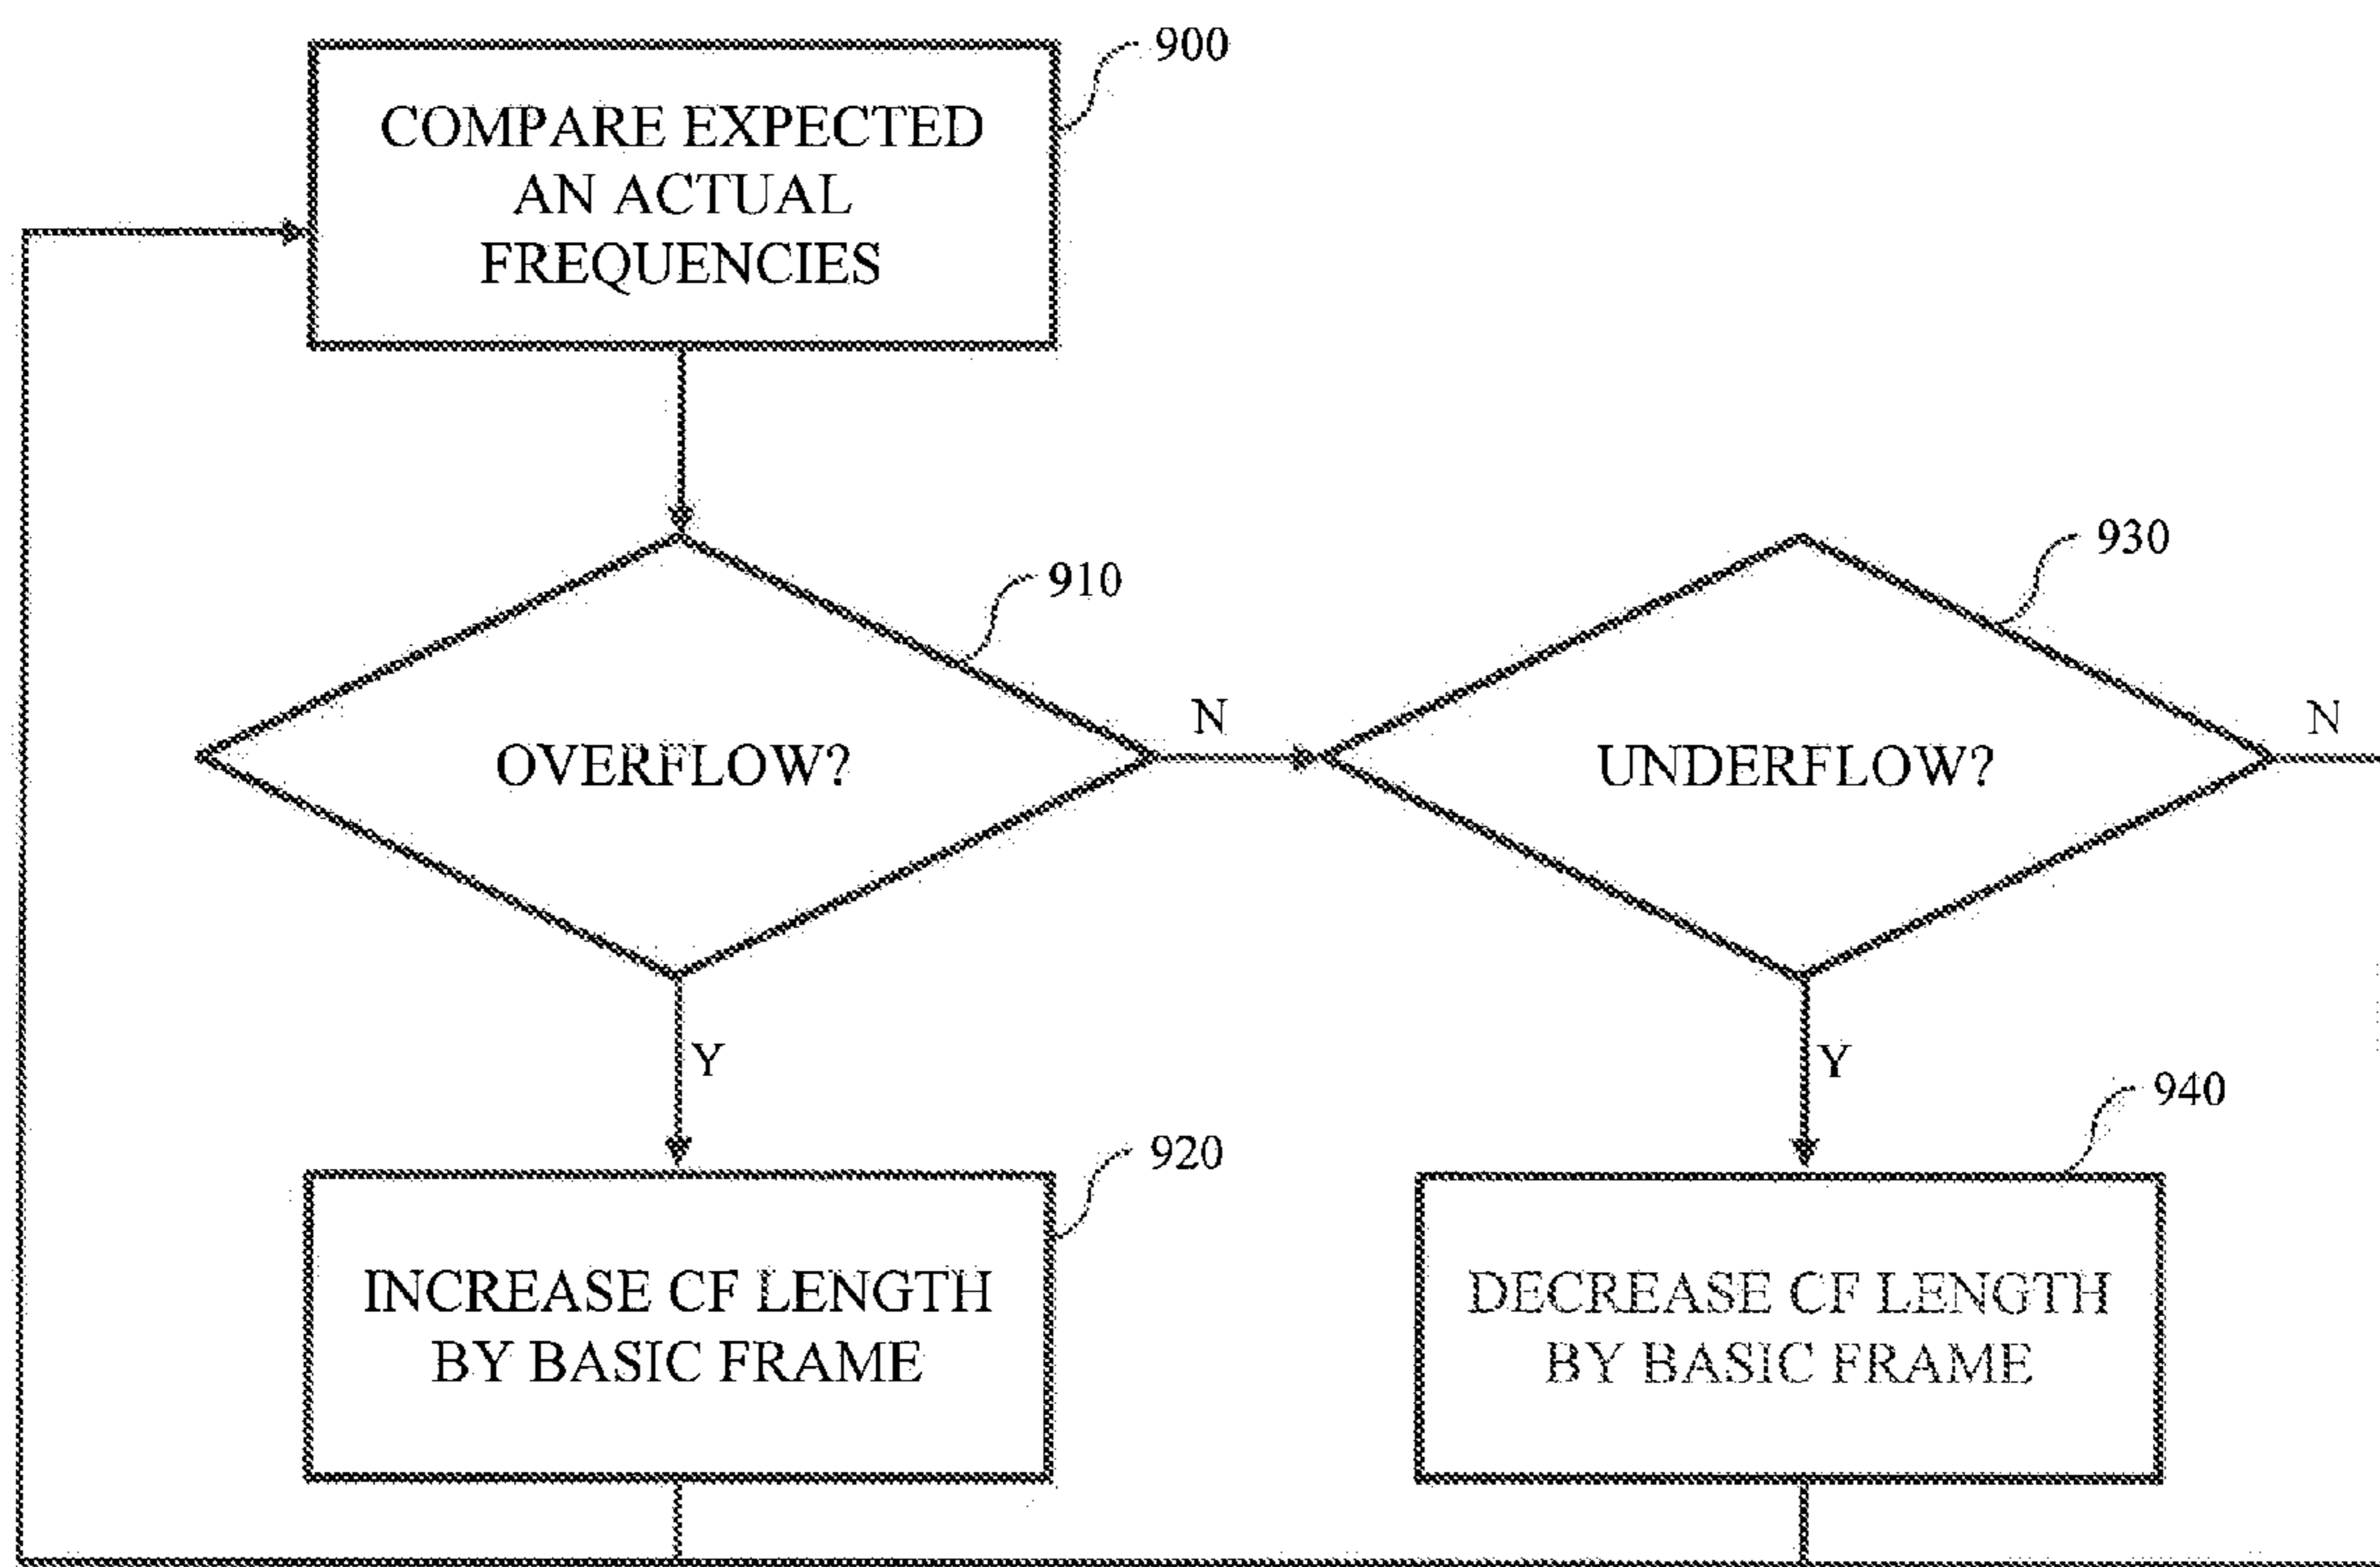 900
COMPARE EXPECTED
AN ACTUAL
FREQUENCIES
910
OVERFLOW?
N
930
UNDERFLOW?
N
Y
Y
920
INCREASE CF LENGTH
BY BASIC FRAME
940
DECREASE CF LENGTH
BY BASIC FRAME